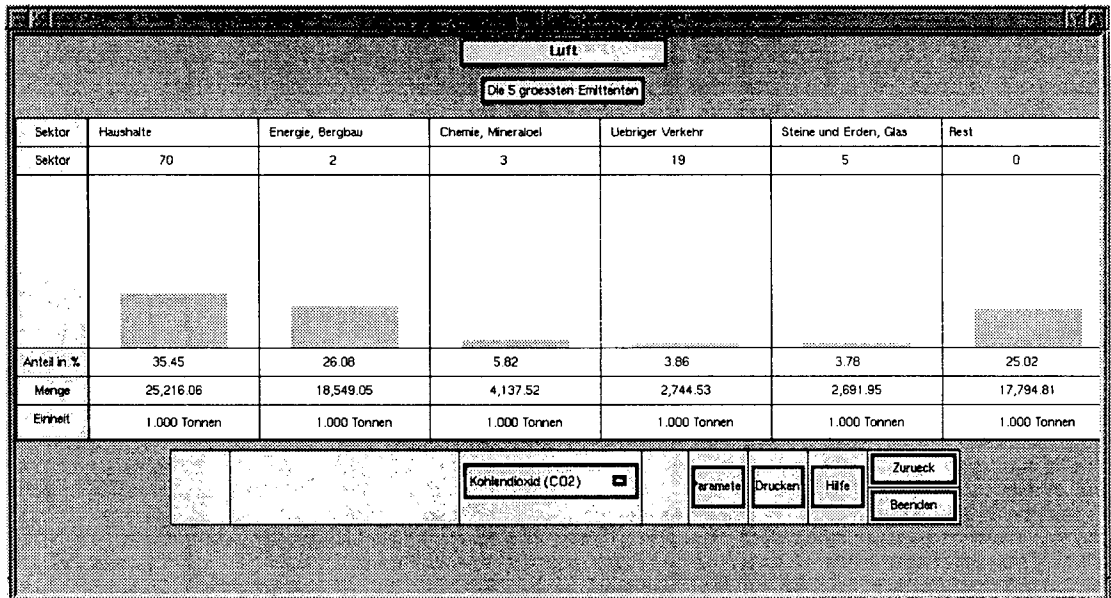 Luft
Die 5 groessten Emittenten
Sektor Haushalte Energie, Bergbau Chemie, Mineraloel Uebriger Verkehr Steine und Erden, Glas Rest
Sektor 70 2 3 19 5 0
Anteil in % 35.45 26.08 5.82 3.86 3.78 25.02
Menge 25,216.06 18,549.05 4,137.52 2,744.53 2,691.95 17,794.81
Einheit 1.000 Tonnen 1.000 Tonnen 1.000 Tonnen 1.000 Tonnen 1.000 Tonnen 1.000 Tonnen
Kohlendioxid (CO2) Paramete Drucken Hilfe Zurueck
Beenden